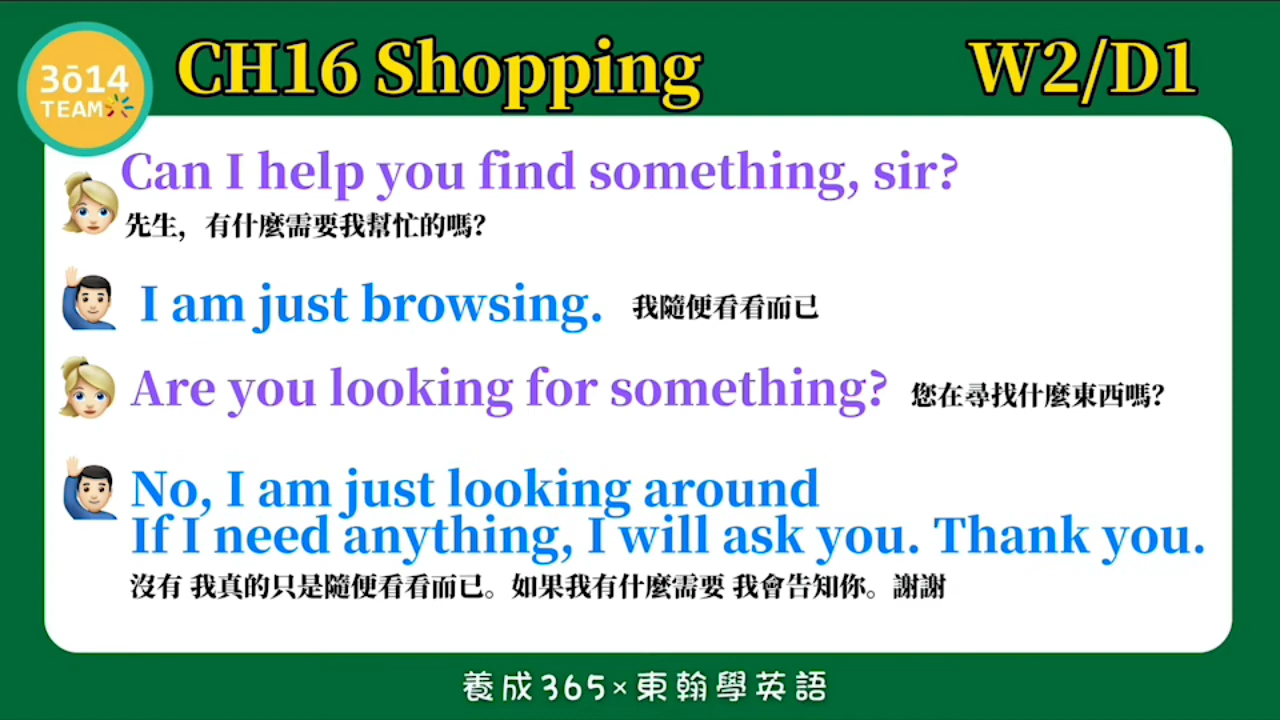 3ō14
TEAM
CH16 Shopping
W2/D1
Can I help you find something, sir?
先生，有什麼需要我幫忙的嗎？
I am just browsing.
我隨便看看而已
Are you looking for something?
您在尋找什麼東西嗎？
No, I am just looking around
If I need anything, I will ask you. Thank you.
沒有 我真的只是隨便看看而已。如果我有什麼需要 我會告知你。謝謝
養成365×東翰學英語